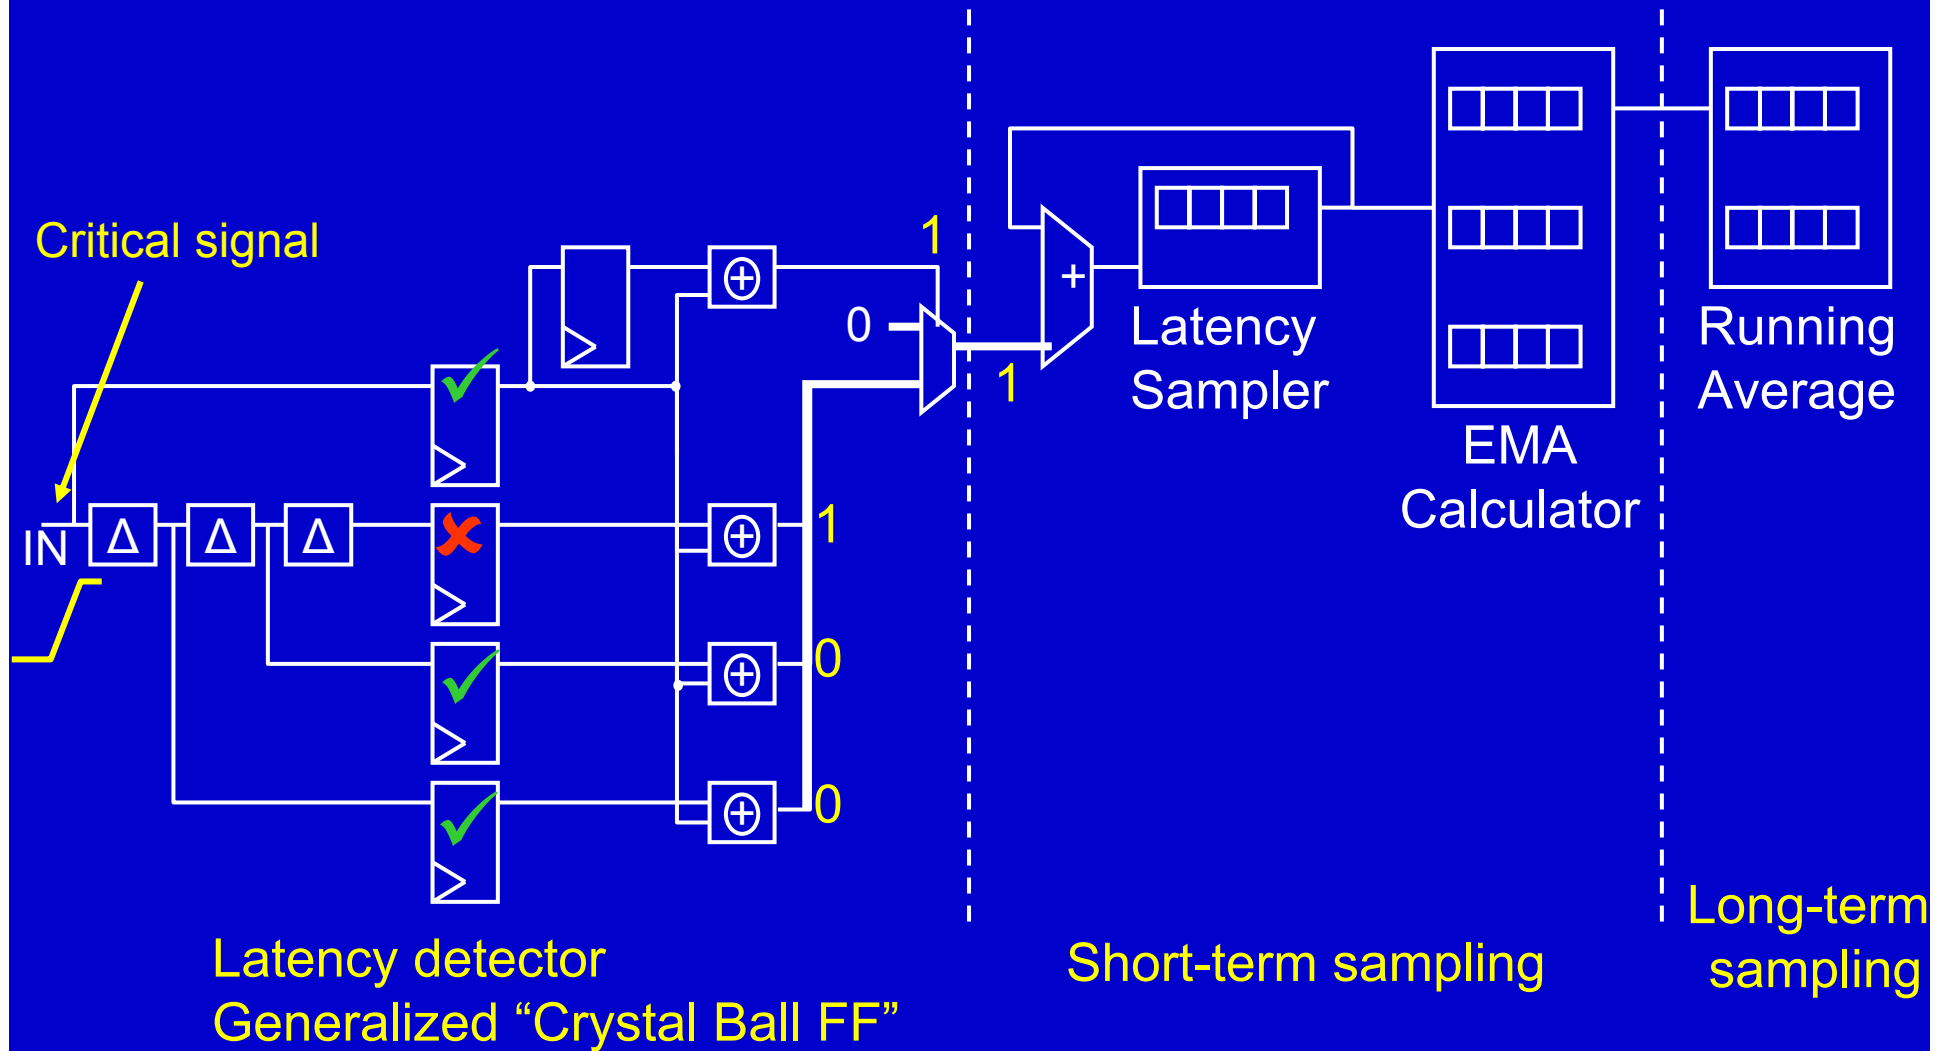 Critical signal
1
0
1
+
Latency
Sampler
EMA
Calculator
Running
Average
IN
Δ Δ Δ
1
0
0
Latency detector
Generalized “Crystal Ball FF”
Short-term sampling
Long-term
sampling